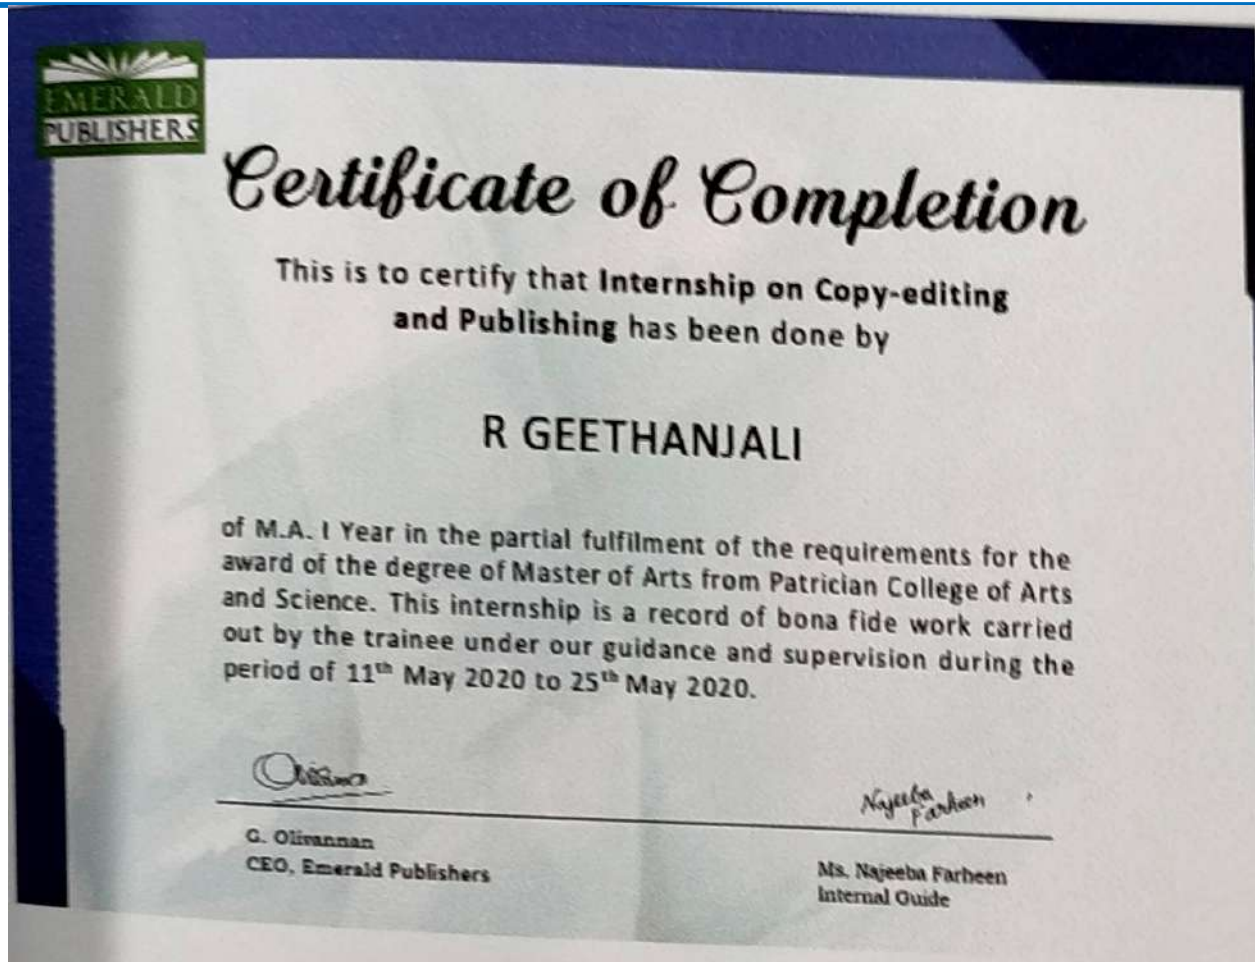 EMERALD
PUBLISHERS
Certificate of Completion
This is to certify that Internship on Copy-editing
and Publishing has been done by
R GEETHANJALI
of M.A. I Year in the partial fulfilment of the requirements for the
award of the degree of Master of Arts from Patrician College of Arts
and Science. This internship is a record of bona fide work carried
out by the trainee under our guidance and supervision during the
period of 11th May 2020 to 25th May 2020.
Najeeba
Farheen
G. Olivannan
CEO, Emerald Publishers
Ms. Najeeba Farheen
Internal Guide